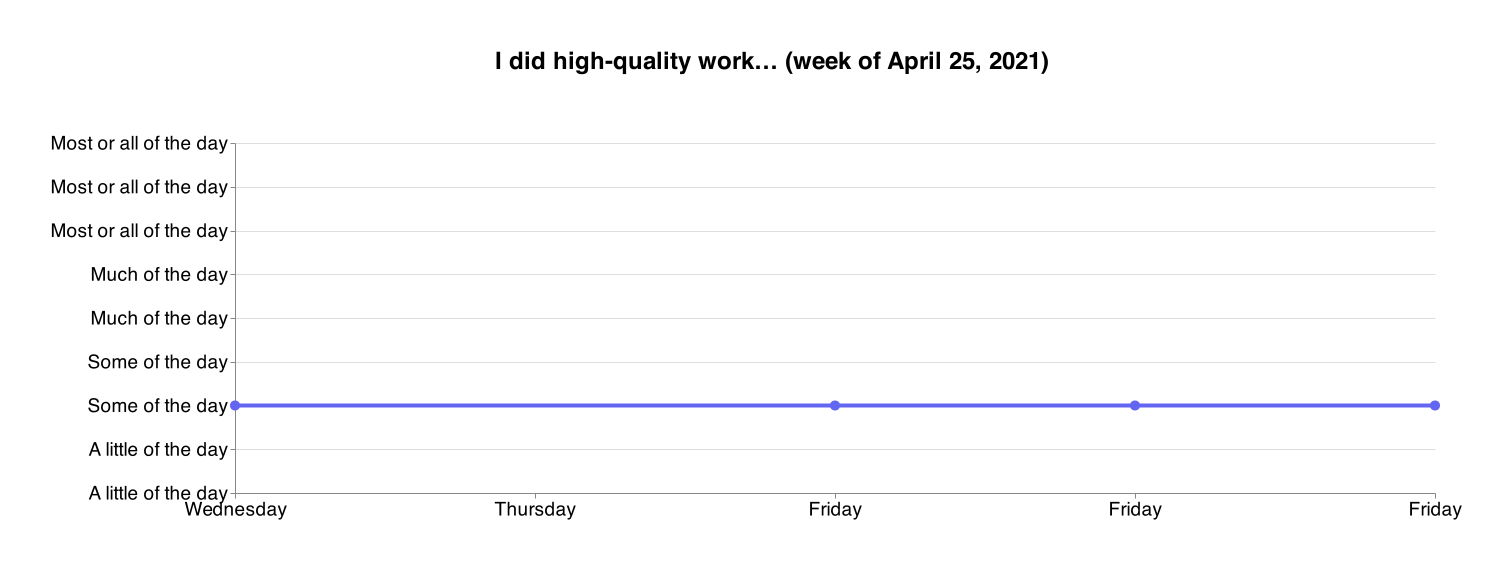 I did high-quality work… (week of April 25, 2021)
Most or all of the day
Most or all of the day
Most or all of the day
Much of the day
Much of the day
Some of the day
Some of the day
A little of the day
A little of the day
Wednesday Thursday Friday Friday Friday